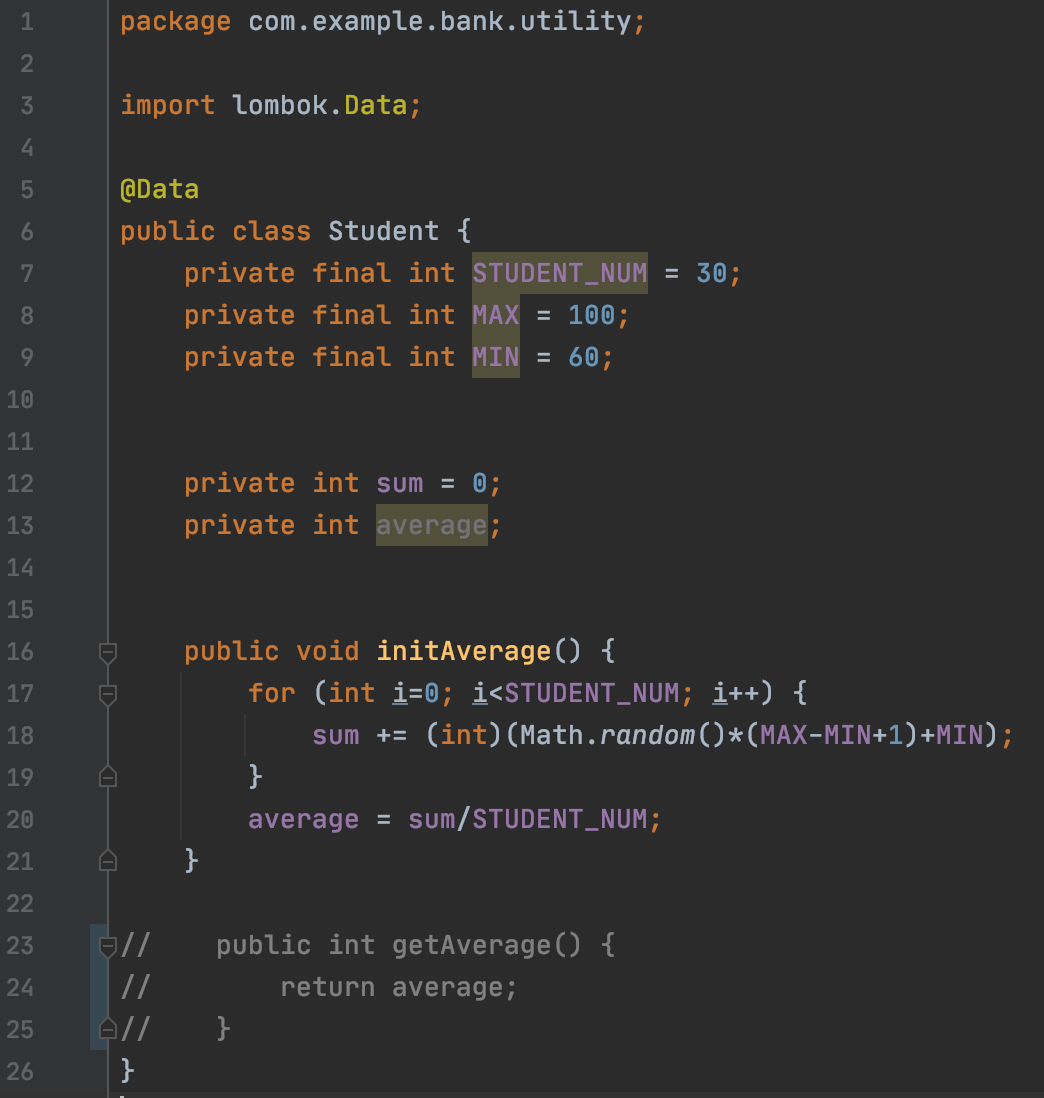 1 package com.example.bank.utility;
2
3 import lombok.Data;
4
5 @Data
6 public class Student {
7     private final int STUDENT_NUM = 30;
8     private final int MAX = 100;
9     private final int MIN = 60;
10
11
12     private int sum = 0;
13     private int average;
14
15
16     public void initAverage() {
17         for (int i=0; i<STUDENT_NUM; i++) {
18             sum += (int)(Math.random()*(MAX-MIN+1)+MIN);
19         }
20         average = sum/STUDENT_NUM;
21     }
22
23 //    public int getAverage() {
24 //        return average;
25 //    }
26 }